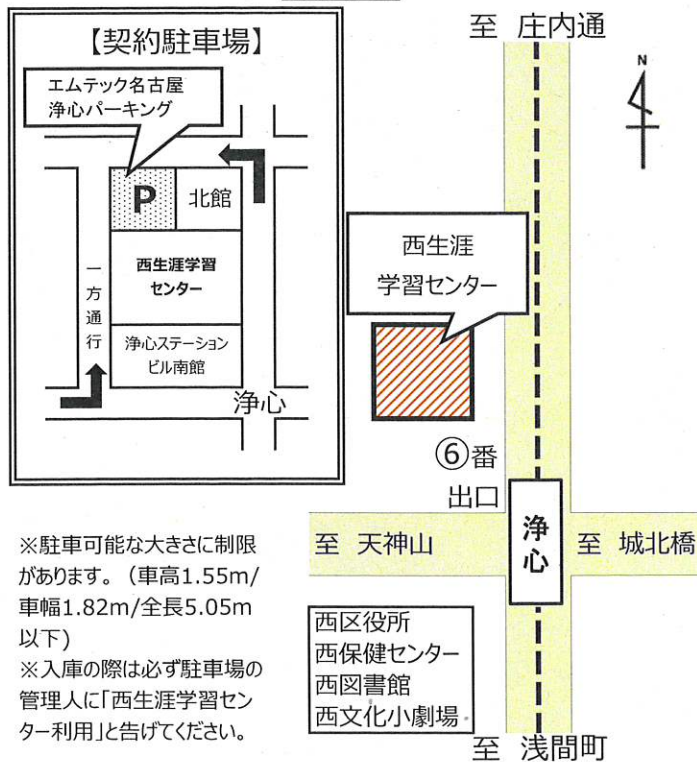 【契約駐車場】
エムテック名古屋
浄心パーキング
P
北館
西生涯学習
センター
一方通行
浄心ステーション
ビル南館
浄心
至 庄内通
N
西生涯
学習センター
⑥番
出口
浄心
至 天神山
至 城北橋
西区役所
西保健センター
西図書館
西文化小劇場
至 浅間町
※駐車可能な大きさに制限
があります。（車高1.55m/
車幅1.82m/全長5.05m
以下)
※入庫の際は必ず駐車場の
管理人に「西生涯学習セン
ター利用」と告げてください。